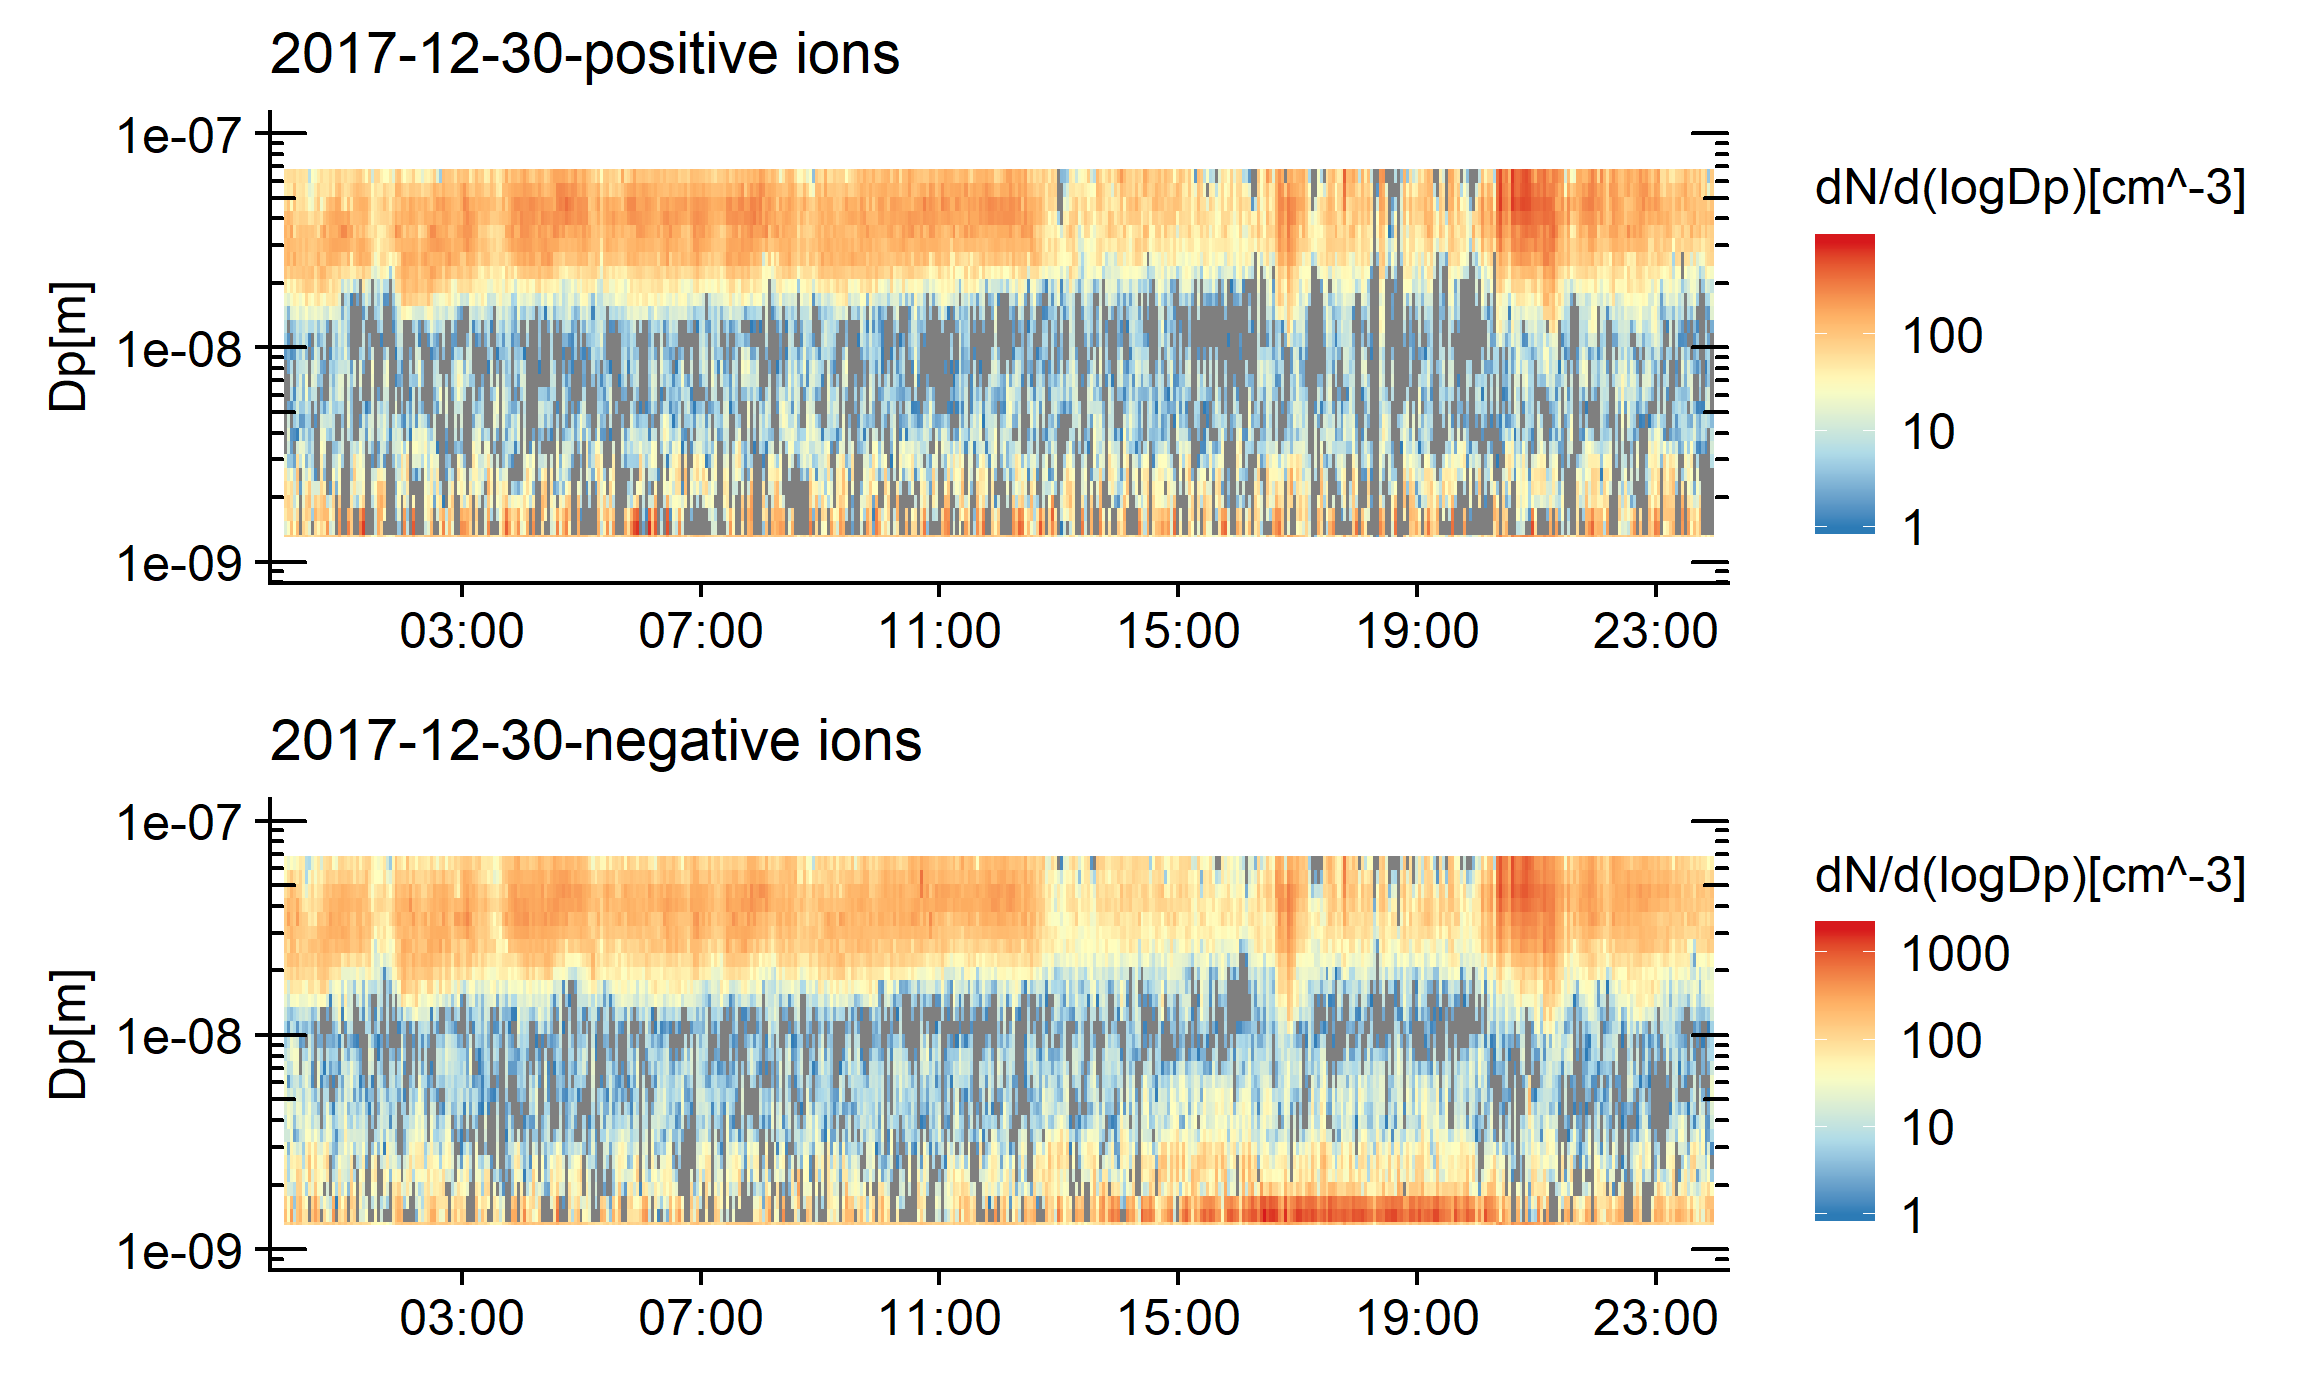 2017-12-30-positive ions
1e-07
1e-08
1e-09
Dp[m]
03:00 07:00 11:00 15:00 19:00 23:00
dN/d(logDp)[cm^-3]
100
10
1
2017-12-30-negative ions
1e-07
1e-08
1e-09
Dp[m]
03:00 07:00 11:00 15:00 19:00 23:00
dN/d(logDp)[cm^-3]
1000
100
10
1